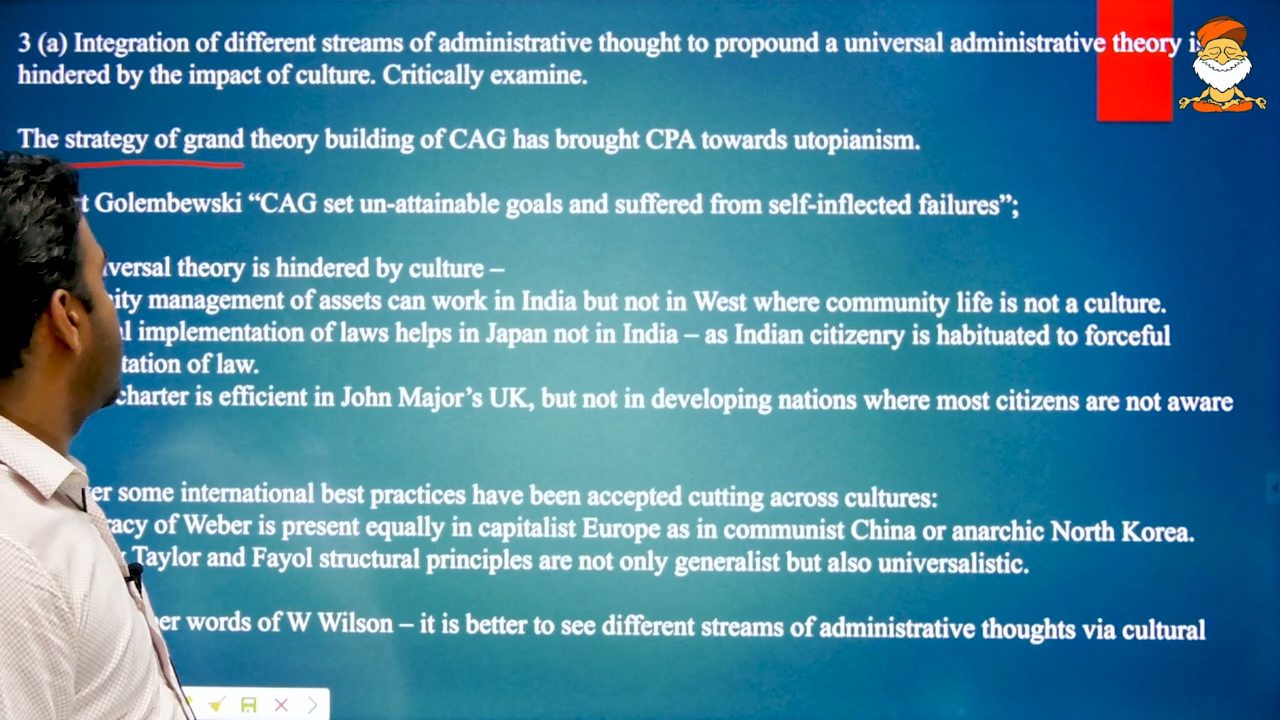 3 (a) Integration of different streams of administrative thought to propound a universal administrative theory is
hindered by the impact of culture. Critically examine.
The strategy of grand theory building of CAG has brought CPA towards utopianism.
Golembewski “CAG set un-attainable goals and suffered from self-inflected failures”;
theory is hindered by culture –
management of assets can work in India but not in West where community life is not a culture.
implementation of laws helps in Japan not in India – as Indian citizenry is habituated to forceful
of law.
charter is efficient in John Major’s UK, but not in developing nations where most citizens are not aware
some international best practices have been accepted cutting across cultures:
of Weber is present equally in capitalist Europe as in communist China or anarchic North Korea.
Taylor and Fayol structural principles are not only generalist but also universalistic.
words of W Wilson – it is better to see different streams of administrative thoughts via cultural